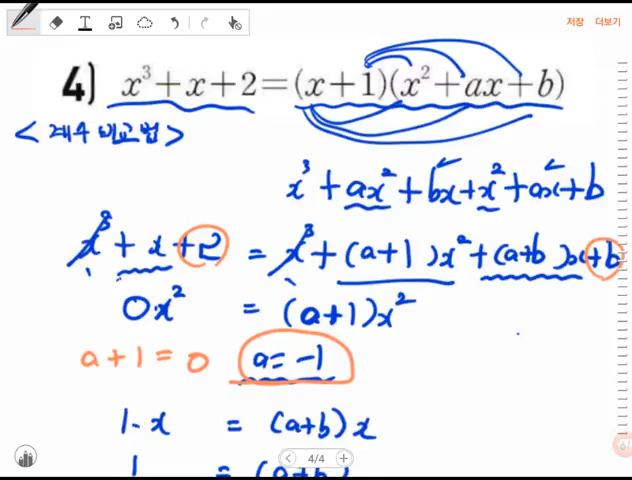 저장 더보기
4) x³+x+2=(x+1)(x²+ax+b)
<계수 비교법>
x³+ax²+bx+x²+ax+b
x³+x+2 = x³+(a+1)x²+(a+b)x+b
0x² = (a+1)x²
a+1=0 a=-1
1·x = (a+b)x
1 = (a+b)
4/4